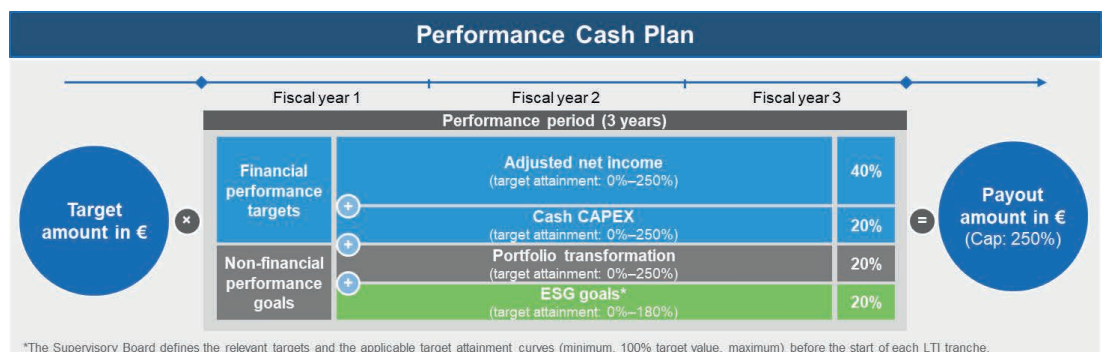 Performance Cash Plan
Fiscal year 1
Fiscal year 2
Fiscal year 3
Performance period (3 years)
Target
amount in €
×
Financial
performance
targets
Adjusted net income
(target attainment: 0%–250%)
40%
+
Cash CAPEX
(target attainment: 0%–250%)
20%
+
Non-financial
performance
goals
Portfolio transformation
(target attainment: 0%–250%)
20%
+
ESG goals*
(target attainment: 0%–180%)
20%
=
Payout
amount in €
(Cap: 250%)
*The Supervisory Board defines the relevant targets and the applicable target attainment curves (minimum, 100% target value, maximum) before the start of each LTI tranche.